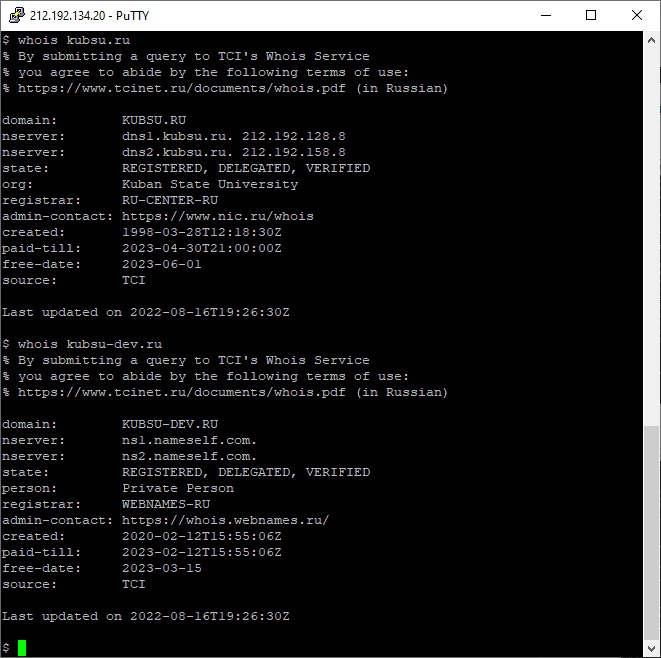 212.192.134.20 - PuTTY
$ whois kubsu.ru
% By submitting a query to TCI's Whois Service
% you agree to abide by the following terms of use:
% https://www.tcinet.ru/documents/whois.pdf (in Russian)

domain:        KUBSU.RU
nserver:       dns1.kubsu.ru. 212.192.128.8
nserver:       dns2.kubsu.ru. 212.192.158.8
state:         REGISTERED, DELEGATED, VERIFIED
org:           Kuban State University
registrar:     RU-CENTER-RU
admin-contact: https://www.nic.ru/whois
created:       1998-03-28T12:18:30Z
paid-till:     2023-04-30T21:00:00Z
free-date:     2023-06-01
source:        TCI

Last updated on 2022-08-16T19:26:30Z

$ whois kubsu-dev.ru
% By submitting a query to TCI's Whois Service
% you agree to abide by the following terms of use:
% https://www.tcinet.ru/documents/whois.pdf (in Russian)

domain:        KUBSU-DEV.RU
nserver:       ns1.nameself.com.
nserver:       ns2.nameself.com.
state:         REGISTERED, DELEGATED, VERIFIED
person:        Private Person
registrar:     WEBNAMES-RU
admin-contact: https://whois.webnames.ru/
created:       2020-02-12T15:55:06Z
paid-till:     2023-02-12T15:55:06Z
free-date:     2023-03-15
source:        TCI

Last updated on 2022-08-16T19:26:30Z

$